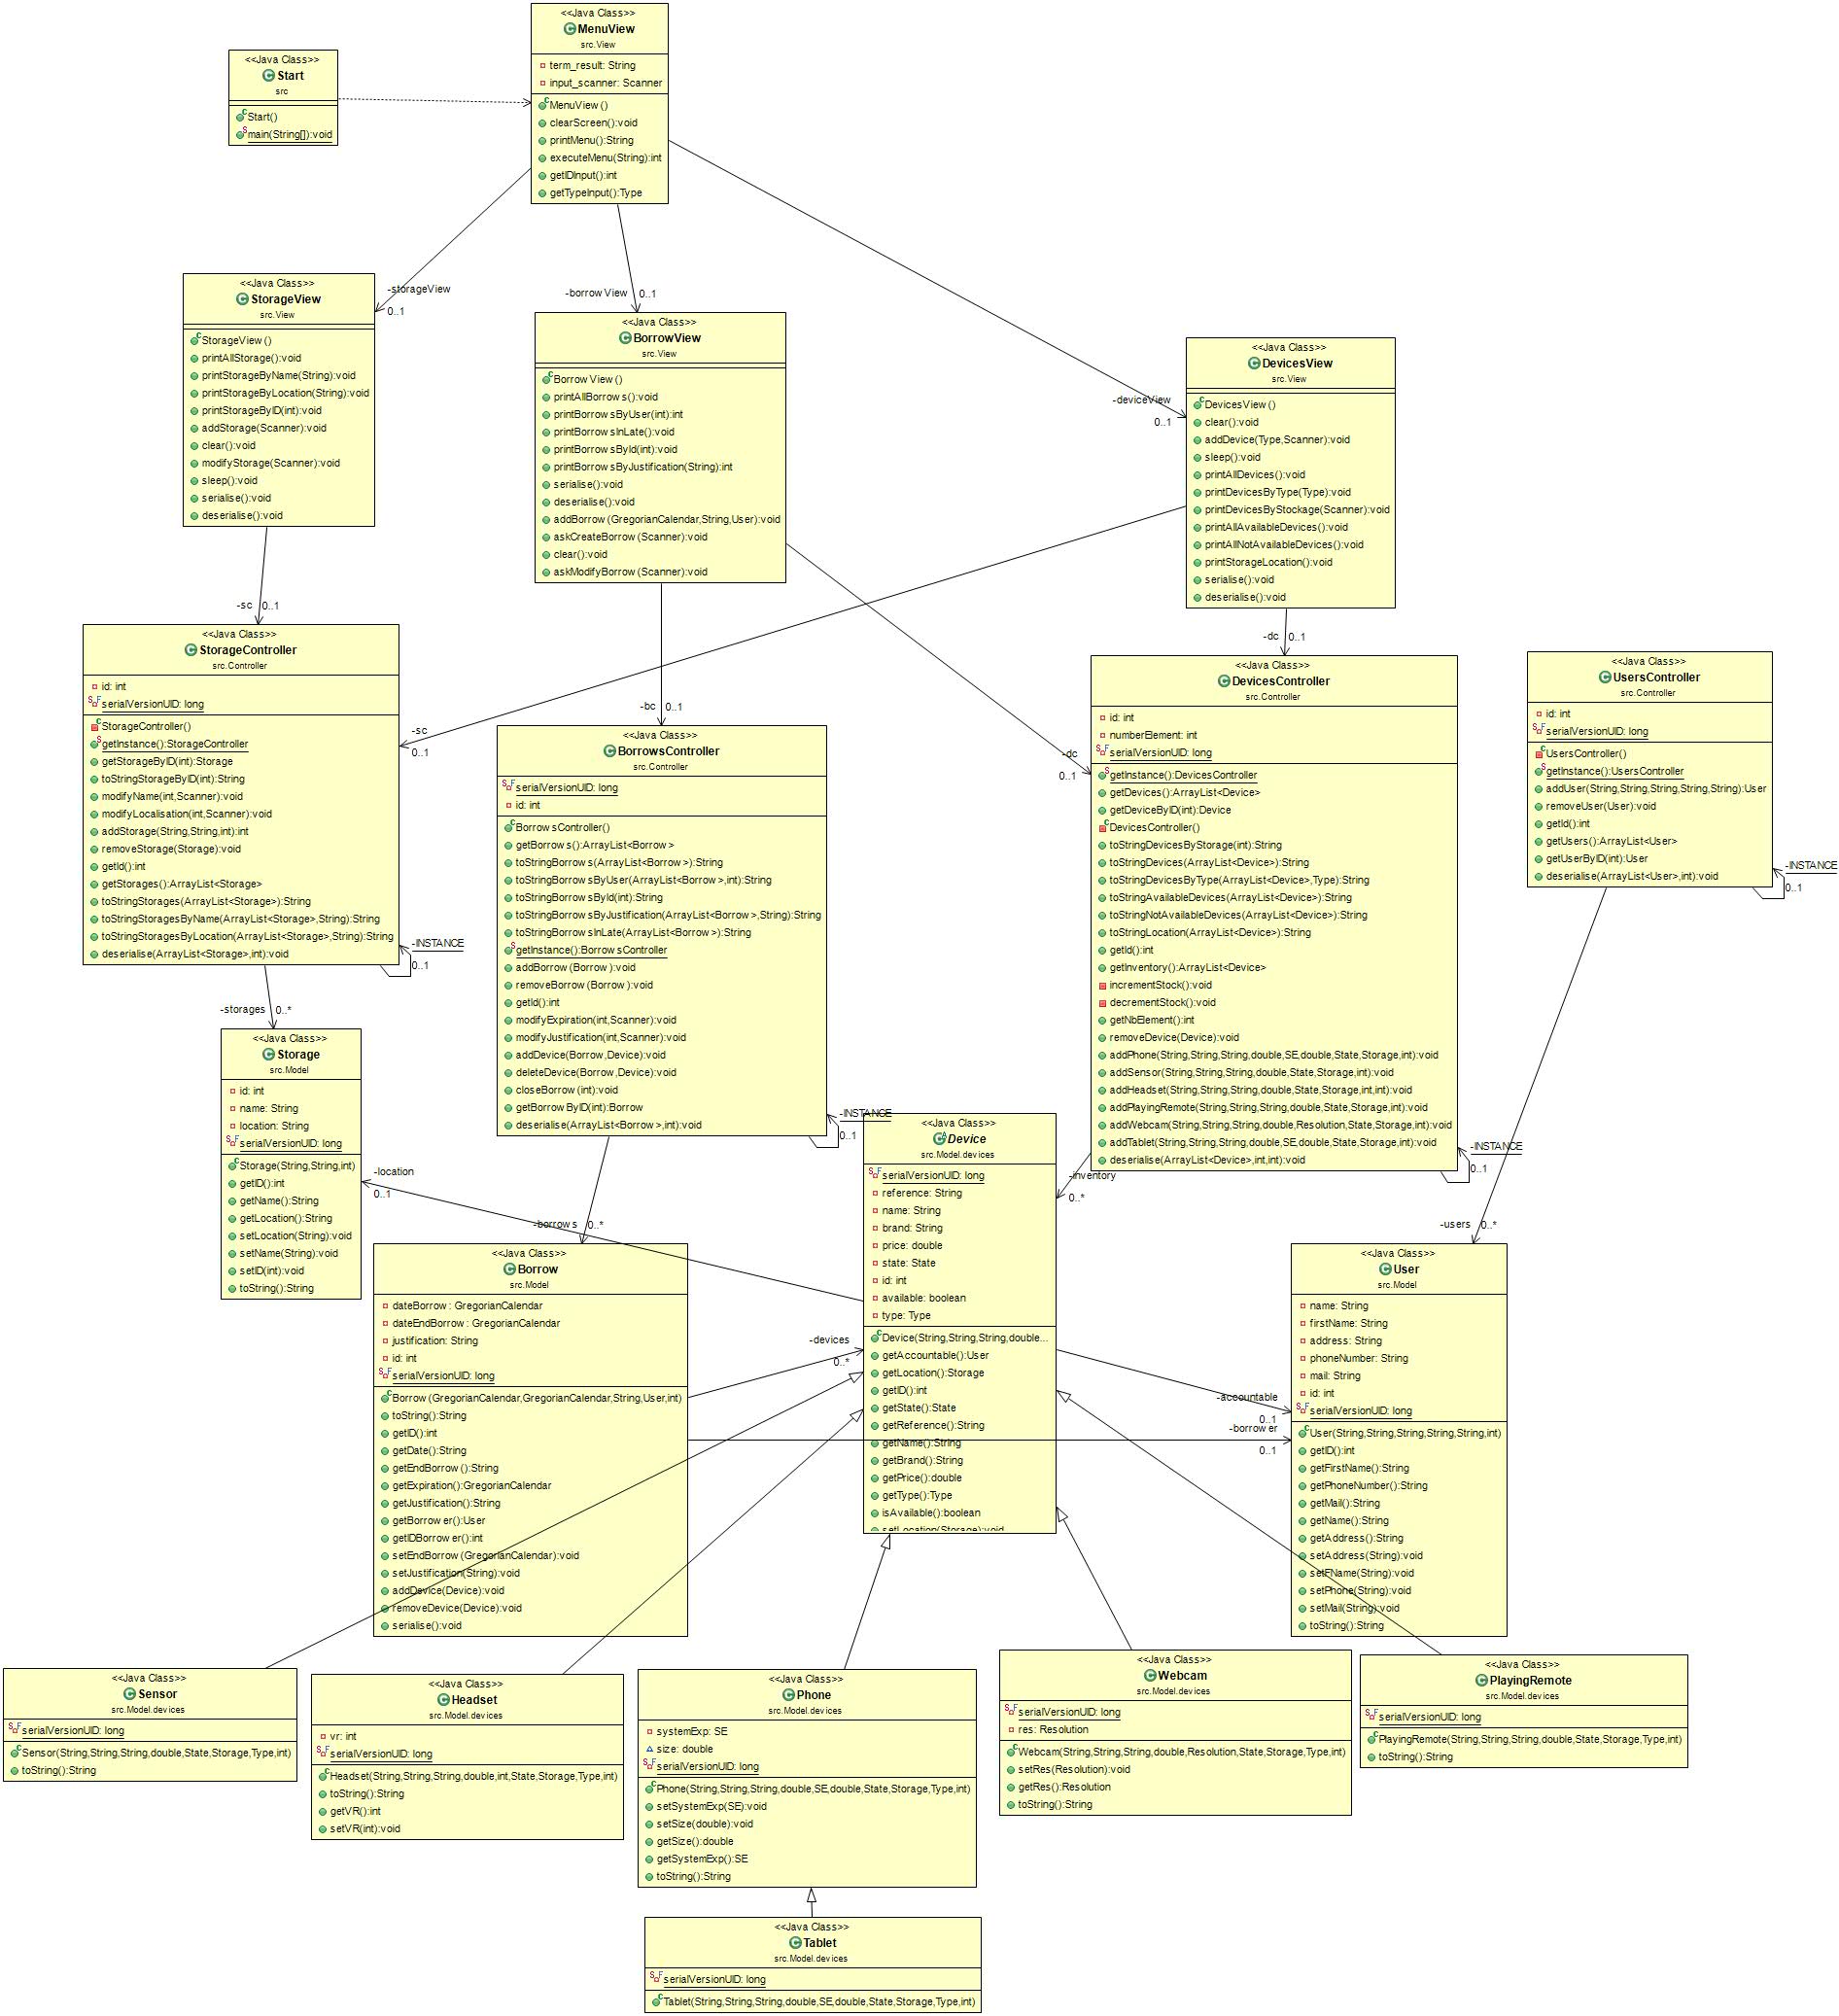 <<Java Class>>
MenuView
src.View
term_result: String
input_scanner: Scanner
MenuView()
clearScreen():void
printMenu():String
executeMenu(String):int
getIDInput():int
getTypeInput():Type
<<Java Class>>
Start
src
Start()
main(String[]):void
-storageView
0..1
-borrowView
0..1
-deviceView
0..1
<<Java Class>>
StorageView
src.View
StorageView()
printAllStorage():void
printStorageByName(String):void
printStorageByLocation(String):void
printStorageByID(int):void
addStorage(Scanner):void
clear():void
modifyStorage(Scanner):void
sleep():void
serialise():void
deserialise():void
<<Java Class>>
BorrowView
src.View
BorrowView()
printAllBorrows():void
printBorrowsByUser(int):int
printBorrowsInLate():void
printBorrowsById(int):void
printBorrowsByJustification(String):int
serialise():void
deserialise():void
addBorrow(GregorianCalendar,String,User):void
askCreateBorrow(Scanner):void
clear():void
askModifyBorrow(Scanner):void
<<Java Class>>
DevicesView
src.View
DevicesView()
clear():void
addDevice(Type,Scanner):void
sleep():void
printAllDevices():void
printDevicesByType(Type):void
printDevicesByStockage(Scanner):void
printAllAvailableDevices():void
printAllNotAvailableDevices():void
printStorageLocation():void
serialise():void
deserialise():void
-sc
0..1
-sc
0..1
-bc
0..1
-dc
0..1
-dc
0..1
<<Java Class>>
StorageController
src.Controller
id: int
serialVersionUID: long
StorageController()
getInstance():StorageController
getStorageByID(int):Storage
toStringStorageByID(int):String
modifyName(int,Scanner):void
modifyLocalisation(int,Scanner):void
addStorage(String,String,int):int
removeStorage(Storage):void
getId():int
getStorages():ArrayList<Storage>
toStringStorages(ArrayList<Storage>):String
toStringStoragesByName(ArrayList<Storage>,String):String
toStringStoragesByLocation(ArrayList<Storage>,String):String
deserialise(ArrayList<Storage>,int):void
-INSTANCE
0..1
<<Java Class>>
BorrowsController
src.Controller
serialVersionUID: long
id: int
BorrowsController()
getBorrows():ArrayList<Borrow>
toStringBorrows(ArrayList<Borrow>):String
toStringBorrowsByUser(ArrayList<Borrow>,int):String
toStringBorrowsById(int):String
toStringBorrowsByJustification(ArrayList<Borrow>,String):String
toStringBorrowsInLate(ArrayList<Borrow>):String
getInstance():BorrowsController
addBorrow(Borrow):void
removeBorrow(Borrow):void
getId():int
modifyExpiration(int,Scanner):void
modifyJustification(int,Scanner):void
addDevice(Borrow,Device):void
deleteDevice(Borrow,Device):void
closeBorrow(int):void
getBorrowByID(int):Borrow
deserialise(ArrayList<Borrow>,int):void
-INSTANCE
0..1
<<Java Class>>
DevicesController
src.Controller
id: int
numberElement: int
serialVersionUID: long
getInstance():DevicesController
getDevices():ArrayList<Device>
getDeviceByID(int):Device
DevicesController()
toStringDevicesByStorage(int):String
toStringDevices(ArrayList<Device>):String
toStringDevicesByType(ArrayList<Device>,Type):String
toStringAvailableDevices(ArrayList<Device>):String
toStringNotAvailableDevices(ArrayList<Device>):String
toStringLocation(ArrayList<Device>):String
getId():int
getInventory():ArrayList<Device>
incrementStock():void
decrementStock():void
getNbElement():int
removeDevice(Device):void
addPhone(String,String,String,double,SE,double,State,Storage,int):void
addSensor(String,String,String,double,State,Storage,int):void
addHeadset(String,String,String,double,State,Storage,int,int):void
addPlayingRemote(String,String,String,double,State,Storage,int):void
addWebcam(String,String,String,double,Resolution,State,Storage,int):void
addTablet(String,String,String,double,SE,double,State,Storage,int):void
deserialise(ArrayList<Device>,int,int):void
-INSTANCE
0..1
<<Java Class>>
UsersController
src.Controller
id: int
serialVersionUID: long
UsersController()
getInstance():UsersController
addUser(String,String,String,String,String):User
removeUser(User):void
getId():int
getUsers():ArrayList<User>
getUserByID(int):User
deserialise(ArrayList<User>,int):void
-INSTANCE
0..1
-storages
0..*
-borrows
0..*
-inventory
0..*
-users
0..*
<<Java Class>>
Storage
src.Model
id: int
name: String
location: String
serialVersionUID: long
Storage(String,String,int)
getID():int
getName():String
getLocation():String
setLocation(String):void
setName(String):void
setID(int):void
toString():String
-location
0..1
<<Java Class>>
Borrow
src.Model
dateBorrow: GregorianCalendar
dateEndBorrow: GregorianCalendar
justification: String
id: int
serialVersionUID: long
Borrow(GregorianCalendar,GregorianCalendar,String,User,int)
toString():String
getID():int
getDate():String
getEndBorrow():String
getExpiration():GregorianCalendar
getJustification():String
getBorrower():User
getIDBorrower():int
setEndBorrow(GregorianCalendar):void
setJustification(String):void
addDevice(Device):void
removeDevice(Device):void
serialise():void
-devices
0..*
<<Java Class>>
Device
src.Model.devices
serialVersionUID: long
reference: String
name: String
brand: String
price: double
state: State
id: int
available: boolean
type: Type
Device(String,String,String,double...
getAccountable():User
getLocation():Storage
getID():int
getState():State
getReference():String
getName():String
getBrand():String
getPrice():double
getType():Type
isAvailable():boolean
setLocation(Storage):void
-accountable
0..1
-borrower
0..1
<<Java Class>>
User
src.Model
name: String
firstName: String
address: String
phoneNumber: String
mail: String
id: int
serialVersionUID: long
User(String,String,String,String,String,int)
getID():int
getFirstName():String
getPhoneNumber():String
getMail():String
getName():String
getAddress():String
setAddress(String):void
setFName(String):void
setPhone(String):void
setMail(String):void
toString():String
<<Java Class>>
Sensor
src.Model.devices
serialVersionUID: long
Sensor(String,String,String,double,State,Storage,Type,int)
toString():String
<<Java Class>>
Headset
src.Model.devices
vr: int
serialVersionUID: long
Headset(String,String,String,double,int,State,Storage,Type,int)
toString():String
getVR():int
setVR(int):void
<<Java Class>>
Phone
src.Model.devices
systemExp: SE
size: double
serialVersionUID: long
Phone(String,String,String,double,SE,double,State,Storage,Type,int)
setSystemExp(SE):void
setSize(double):void
getSize():double
getSystemExp():SE
toString():String
<<Java Class>>
Webcam
src.Model.devices
serialVersionUID: long
res: Resolution
Webcam(String,String,String,double,Resolution,State,Storage,Type,int)
setRes(Resolution):void
getRes():Resolution
toString():String
<<Java Class>>
PlayingRemote
src.Model.devices
serialVersionUID: long
PlayingRemote(String,String,String,double,State,Storage,Type,int)
toString():String
<<Java Class>>
Tablet
src.Model.devices
serialVersionUID: long
Tablet(String,String,String,double,SE,double,State,Storage,Type,int)